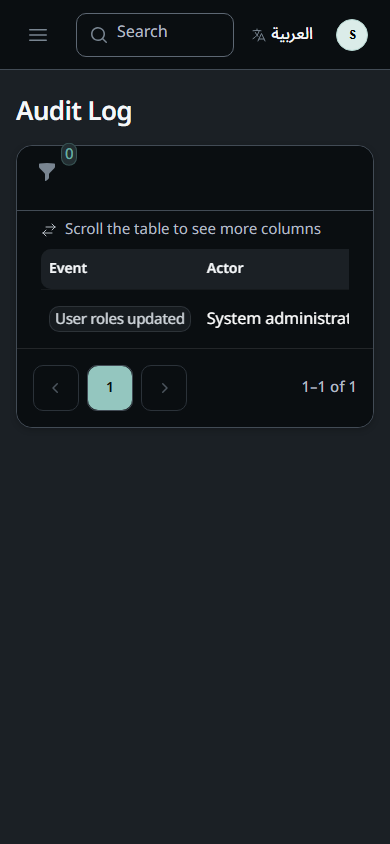 Search
العربية
S
Audit Log
0
Scroll the table to see more columns
Event Actor
User roles updated System administrat
1
1–1 of 1